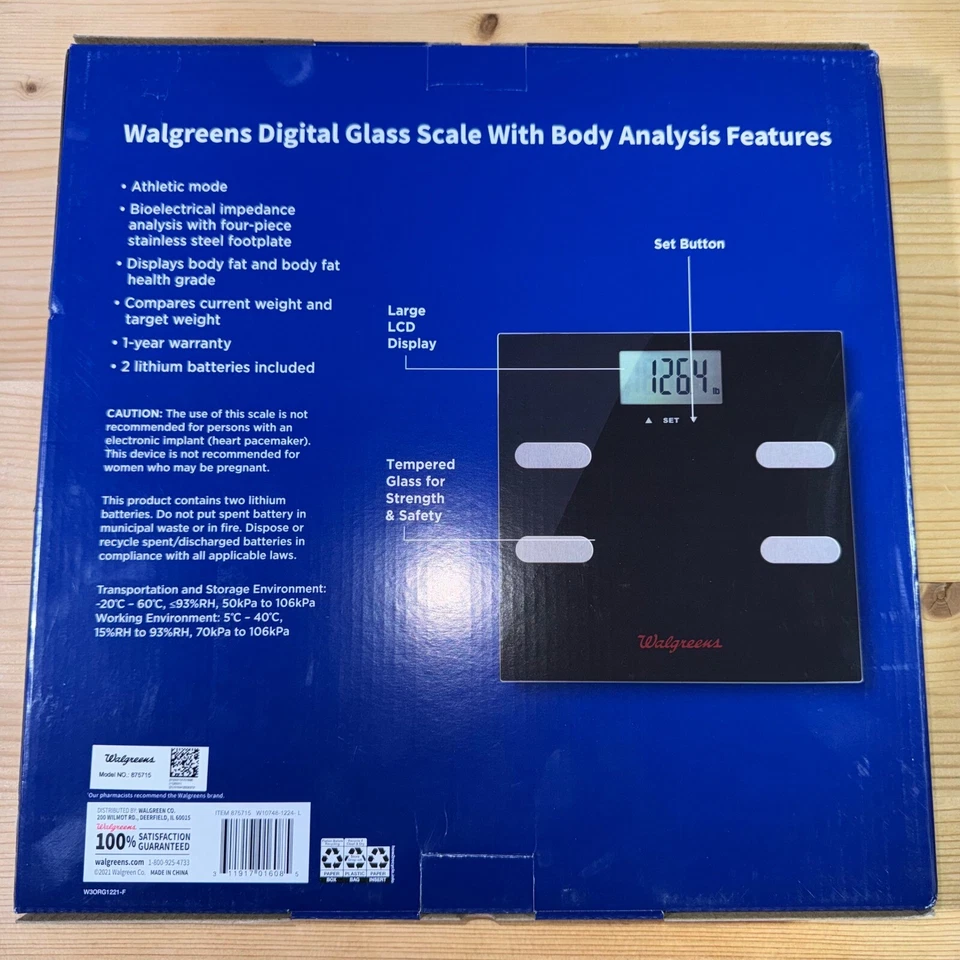 Walgreens Digital Glass Scale With Body Analysis Features
• Athletic mode
• Bioelectrical impedance
analysis with four-piece
stainless steel footplate
• Displays body fat and body fat
health grade
• Compares current weight and
target weight
• 1-year warranty
• 2 lithium batteries included
CAUTION: The use of this scale is not
recommended for persons with an
electronic implant (heart pacemaker).
This device is not recommended for
women who may be pregnant.
This product contains two lithium
batteries. Do not put spent battery in
municipal waste or in fire. Dispose or
recycle spent/discharged batteries in
compliance with all applicable laws.
Transportation and Storage Environment:
-20℃ – 60℃, ≤93%RH, 50kPa to 106kPa
Working Environment: 5℃ – 40℃,
15%RH to 93%RH, 70kPa to 106kPa
Set Button
Large
LCD
Display
126.4 lb
▲ SET ▼
Tempered
Glass for
Strength
& Safety
Walgreens
Walgreens
Model NO.: 875715
Our pharmacists recommend the Walgreens brand.
DISTRIBUTED BY: WALGREEN CO.
200 WILMOT RD., DEERFIELD, IL 60015
Walgreens
100% SATISFACTION
GUARANTEED
walgreens.com 1-800-925-4733
©2021 Walgreen Co. MADE IN CHINA
ITEM 875715 W10744-1224- L
3 11917 01608 5
PAPER PLASTIC PAPER
BOX BAG INSERT
W3ORG1221-F